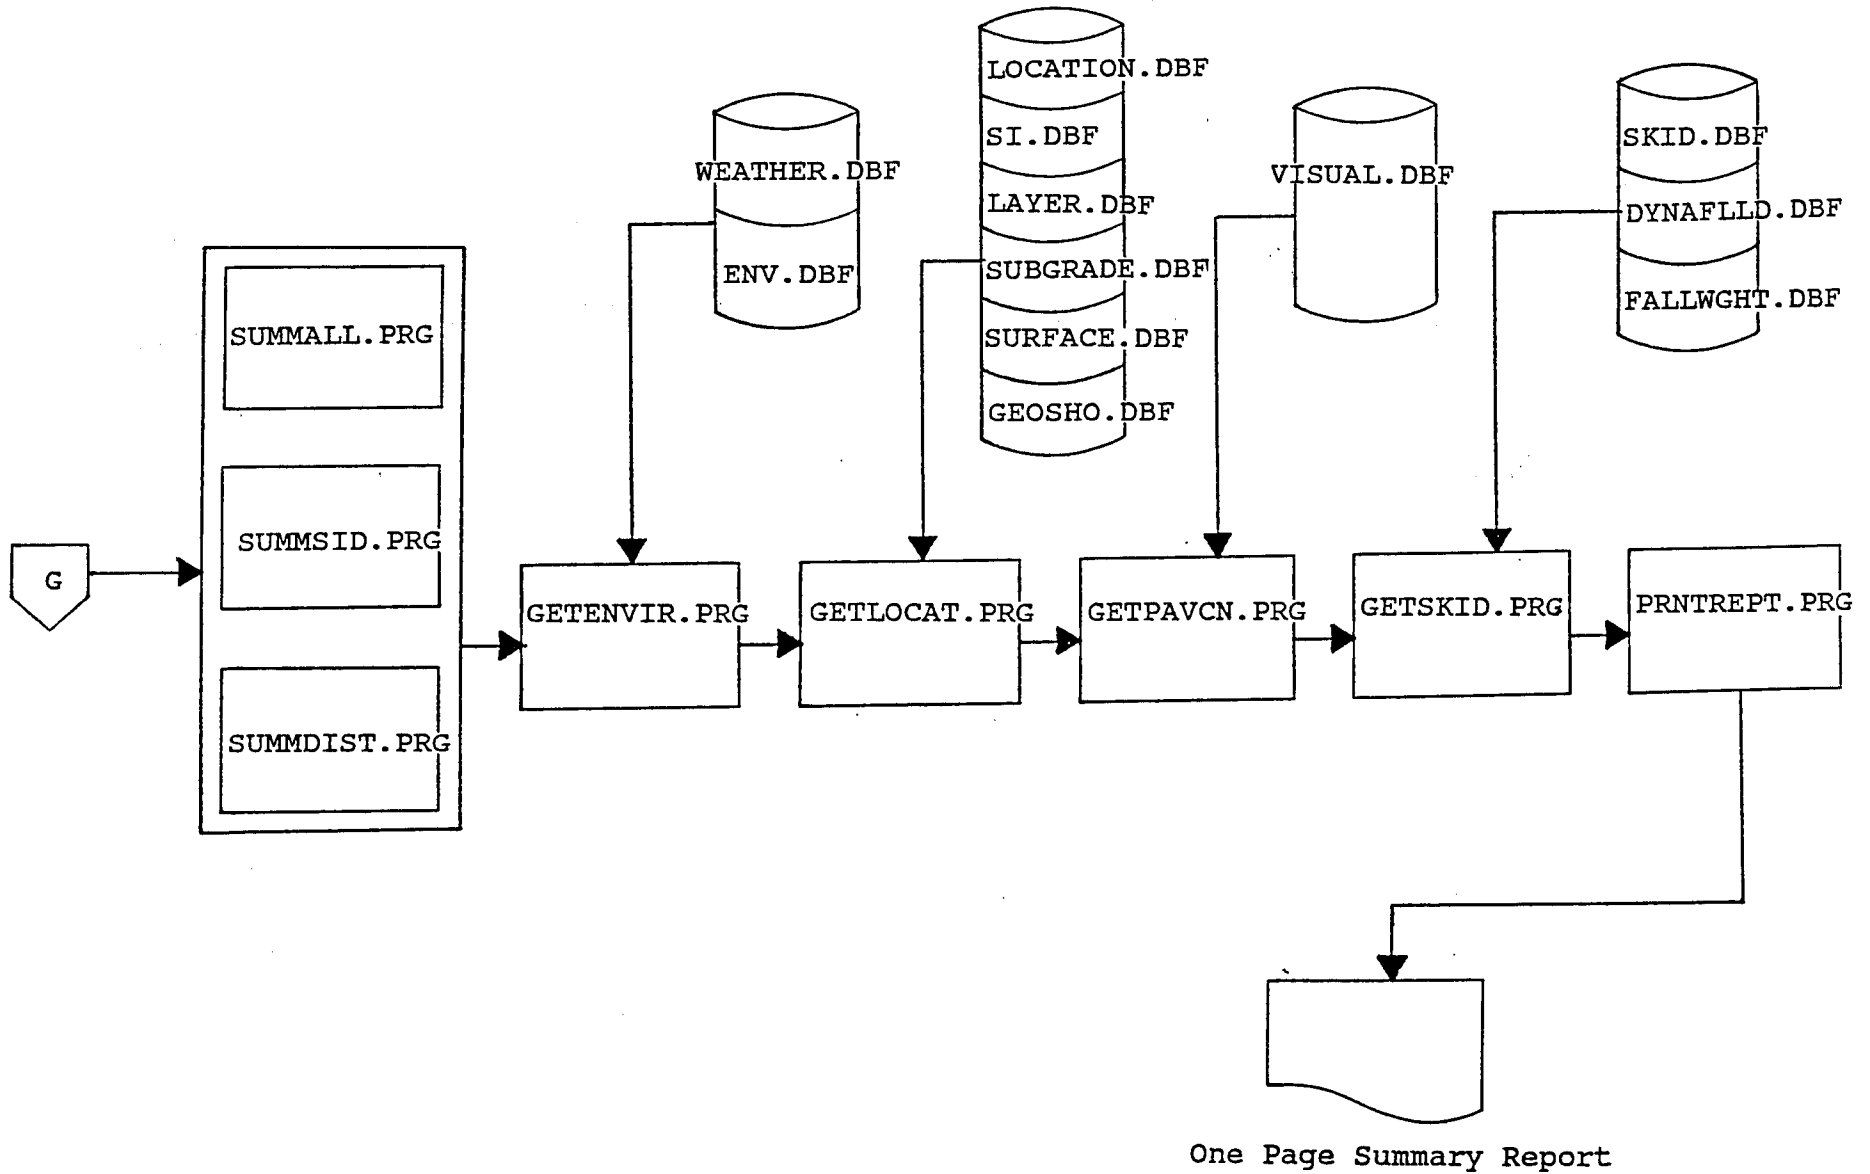 LOCATION.DBF
SI.DBF
LAYER.DBF
SUBGRADE.DBF
SURFACE.DBF
GEOSHO.DBF
WEATHER.DBF
ENV.DBF
VISUAL.DBF
SKID.DBF
DYNAFLLD.DBF
FALLWGHT.DBF
G
SUMMALL.PRG
SUMMSID.PRG
SUMMDIST.PRG
GETENVIR.PRG
GETLOCAT.PRG
GETPAVCN.PRG
GETSKID.PRG
PRNTREPT.PRG
One Page Summary Report